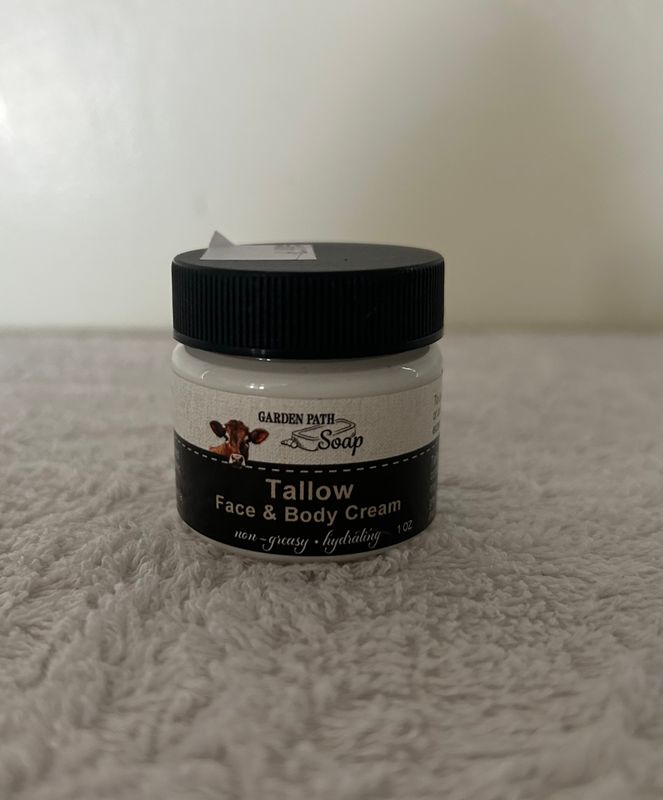 GARDEN PATH
Soap
Tallow
Face & Body Cream
non-greasy • hydrating
1 OZ